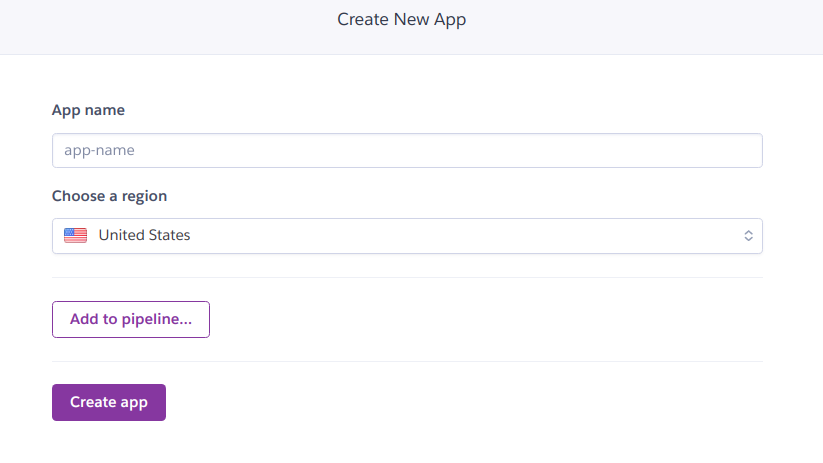 Create New App
App name
app-name
Choose a region
United States
Add to pipeline...
Create app